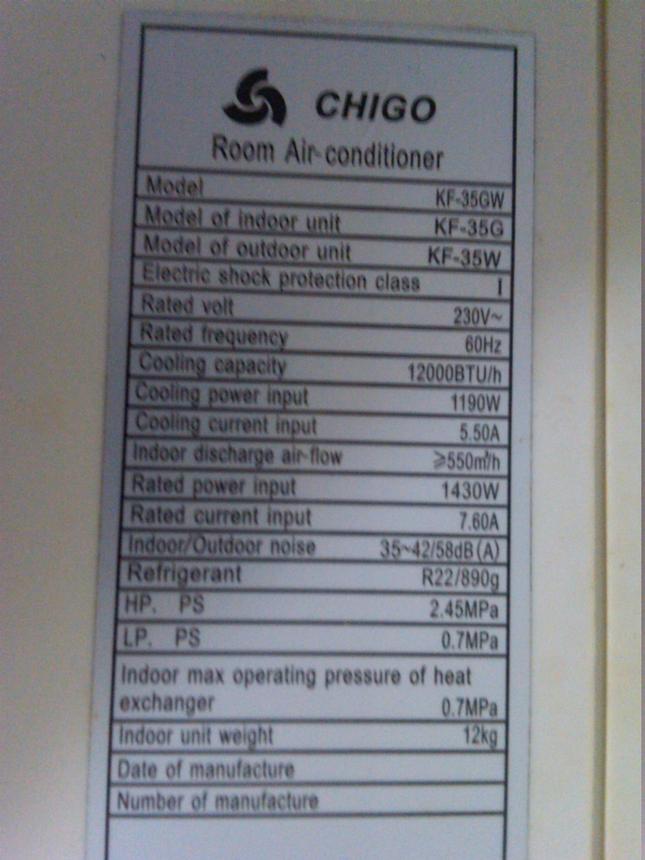 CHIGO
Room Air-conditioner
Model KF-35GW
Model of indoor unit KF-35G
Model of outdoor unit KF-35W
Electric shock protection class I
Rated volt 230V~
Rated frequency 60Hz
Cooling capacity 12000BTU/h
Cooling power input 1190W
Cooling current input 5.50A
Indoor discharge air-flow ≥550m³/h
Rated power input 1430W
Rated current input 7.60A
Indoor/Outdoor noise 35~42/58dB(A)
Refrigerant R22/890g
HP. PS 2.45MPa
LP. PS 0.7MPa
Indoor max operating pressure of heat
exchanger 0.7MPa
Indoor unit weight 12kg
Date of manufacture
Number of manufacture